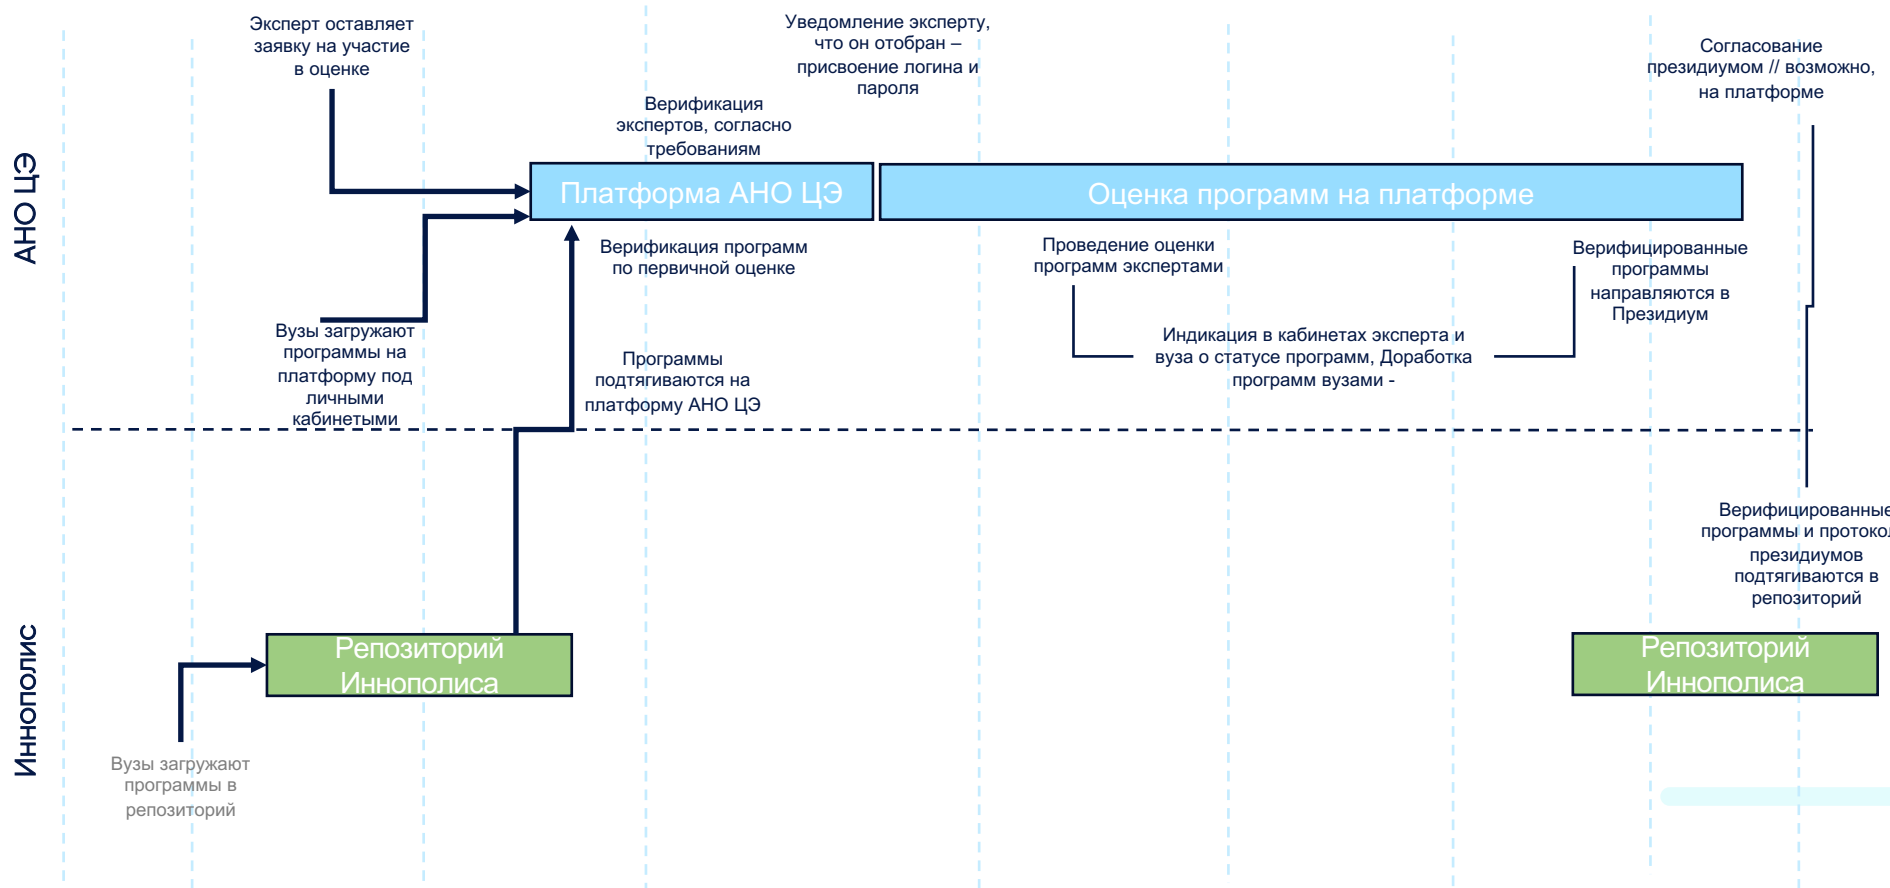 Эксперт оставляет
заявку на участие
в оценке
Уведомление эксперту,
что он отобран –
присвоение логина и
пароля
Согласование
президиумом // возможно,
на платформе
Верификация
экспертов, согласно
требованиям
АНО ЦЭ
Платформа АНО ЦЭ
Оценка программ на платформе
Верификация программ
по первичной оценке
Проведение оценки
программ экспертами
Верифицированные
программы
направляются в
Президиум
Вузы загружают
программы на
платформу под
личными
кабинетыми
Программы
подтягиваются на
платформу АНО ЦЭ
Индикация в кабинетах эксперта и
вуза о статусе программ, Доработка
программ вузами -
Верифицированные
программы и протокол
президиумов
подтягиваются в
репозиторий
Иннополис
Репозиторий
Иннополиса
Репозиторий
Иннополиса
Вузы загружают
программы в
репозиторий